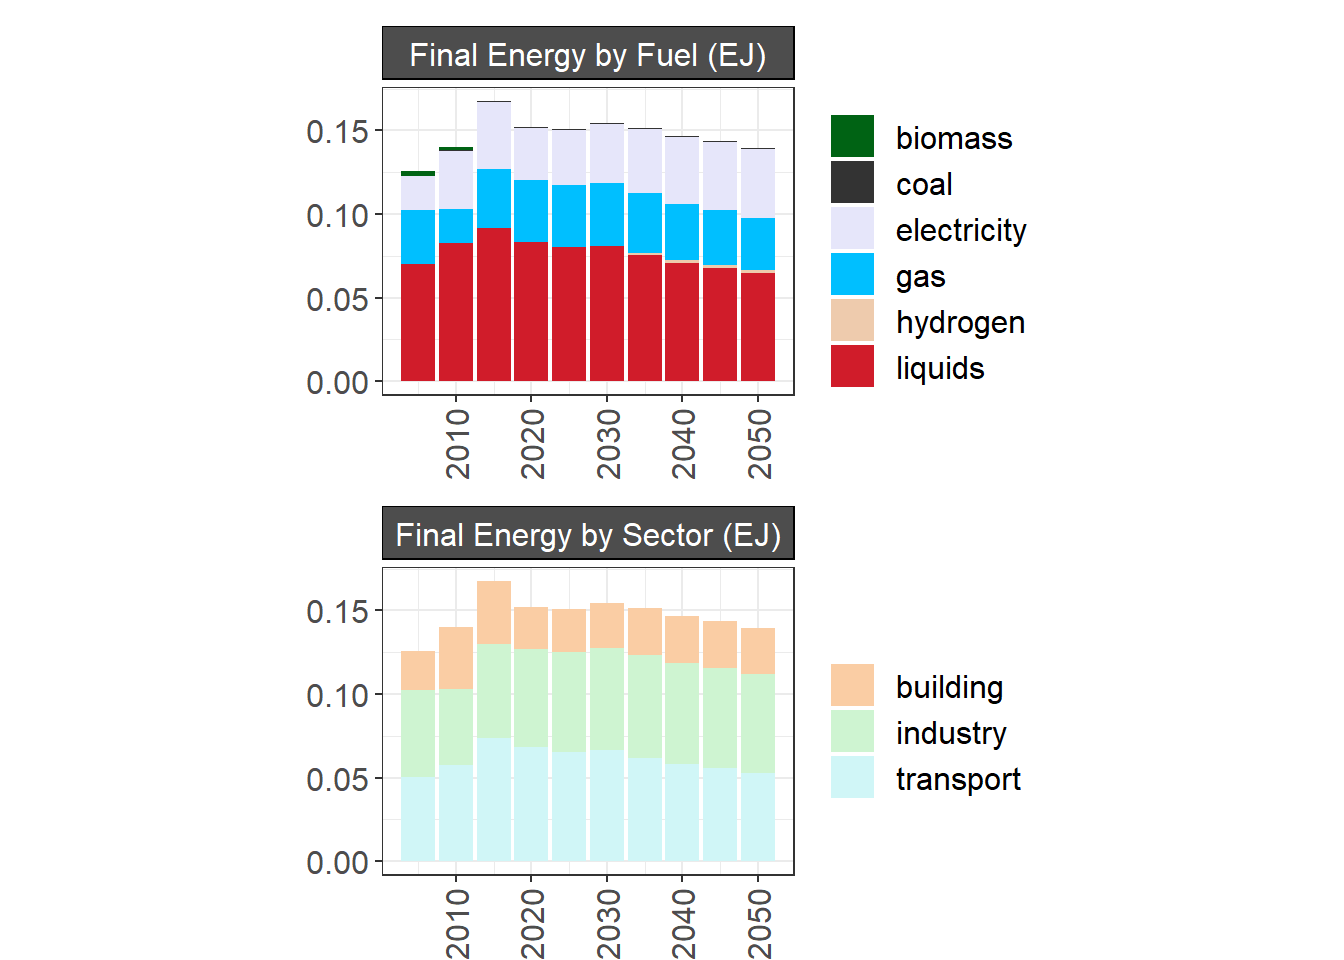 Final Energy by Fuel (EJ)
0.15
0.10
0.05
0.00
2010
2020
2030
2040
2050
biomass
coal
electricity
gas
hydrogen
liquids
Final Energy by Sector (EJ)
0.15
0.10
0.05
0.00
2010
2020
2030
2040
2050
building
industry
transport